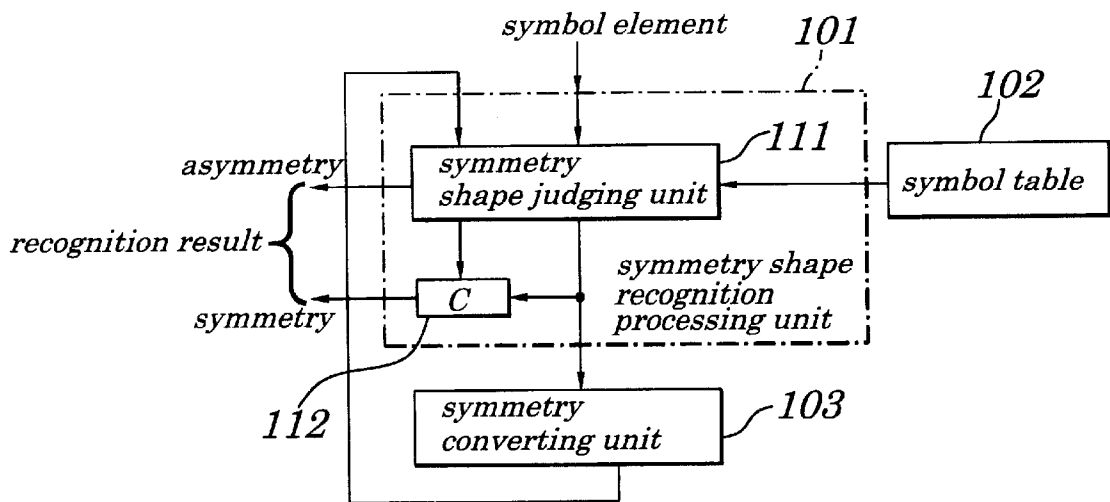 symbol element
101
102
111
asymmetry
symmetry
shape judging unit
symbol table
recognition result
symmetry shape
recognition
processing unit
C
symmetry
112
symmetry
converting unit
103